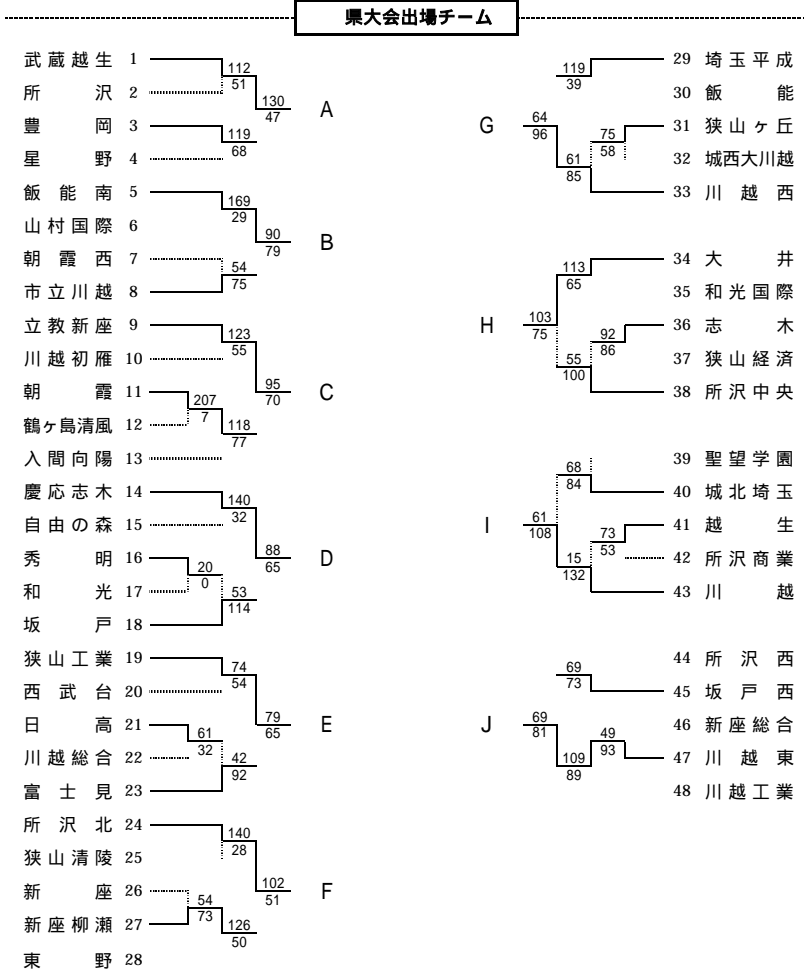 県大会出場チーム
武蔵越生 1
112
51
所沢 2
130
47
A
豊岡 3
119
68
星野 4
飯能南 5
169
29
山村国際 6
90
79
B
朝霞西 7
54
75
市立川越 8
立教新座 9
123
55
川越初雁 10
95
70
C
朝霞 11
207
7
鶴ヶ島清風 12
118
77
入間向陽 13
慶応志木 14
140
32
自由の森 15
88
65
D
秀明 16
20
0
和光 17
53
114
坂戸 18
狭山工業 19
74
54
西武台 20
79
65
E
日高 21
61
32
川越総合 22
42
92
富士見 23
所沢北 24
140
28
狭山清陵 25
102
51
F
新座 26
54
73
新座柳瀬 27
126
50
東野 28
29 埼玉平成
119
39
30 飯能
G
64
96
31 狭山ヶ丘
75
58
32 城西大川越
61
85
33 川越西
34 大井
113
65
35 和光国際
H
103
75
36 志木
92
86
37 狭山経済
55
100
38 所沢中央
39 聖望学園
68
84
40 城北埼玉
I
61
108
41 越生
73
53
42 所沢商業
15
132
43 川越
44 所沢西
69
73
45 坂戸西
J
69
81
46 新座総合
49
93
47 川越東
109
89
48 川越工業